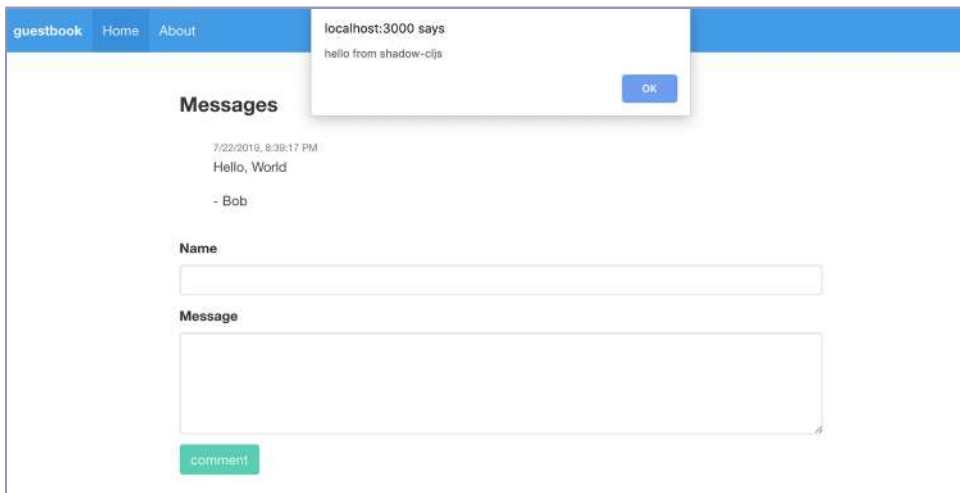 guestbook Home About
localhost:3000 says
hello from shadow-cljs
OK
Messages
7/22/2019, 8:39:17 PM
Hello, World
- Bob
Name
Message
comment